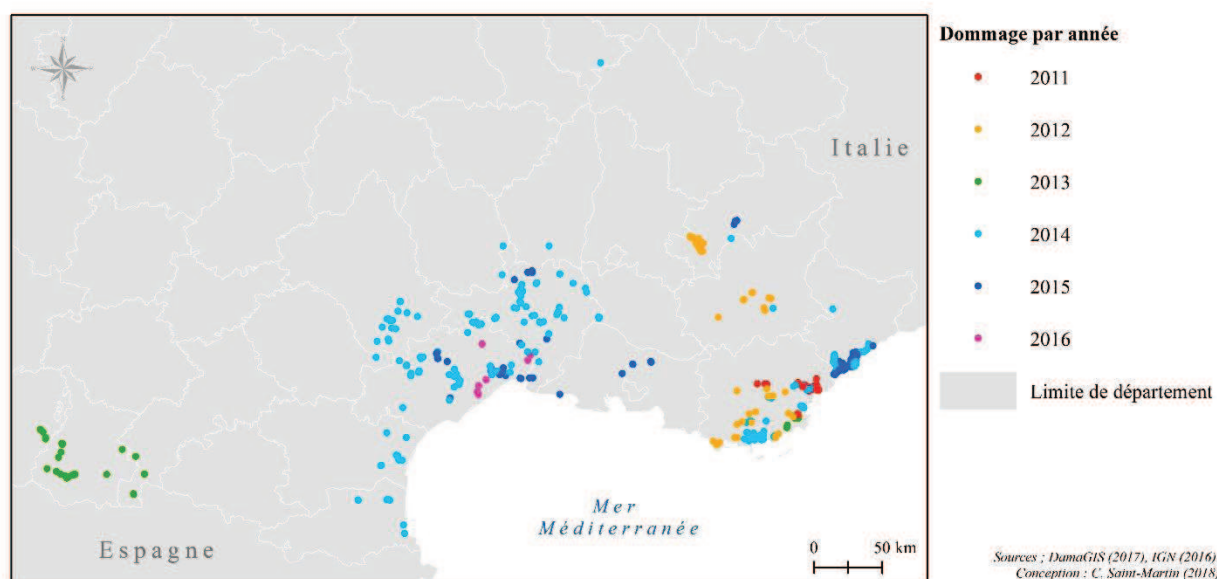 Italie
Espagne
Mer
Méditerranée
0 50 km
Dommage par année
2011
2012
2013
2014
2015
2016
Limite de département
Sources ; DamaGIS (2017), IGN (2016)
Conception : C. Saint-Martin (2018)